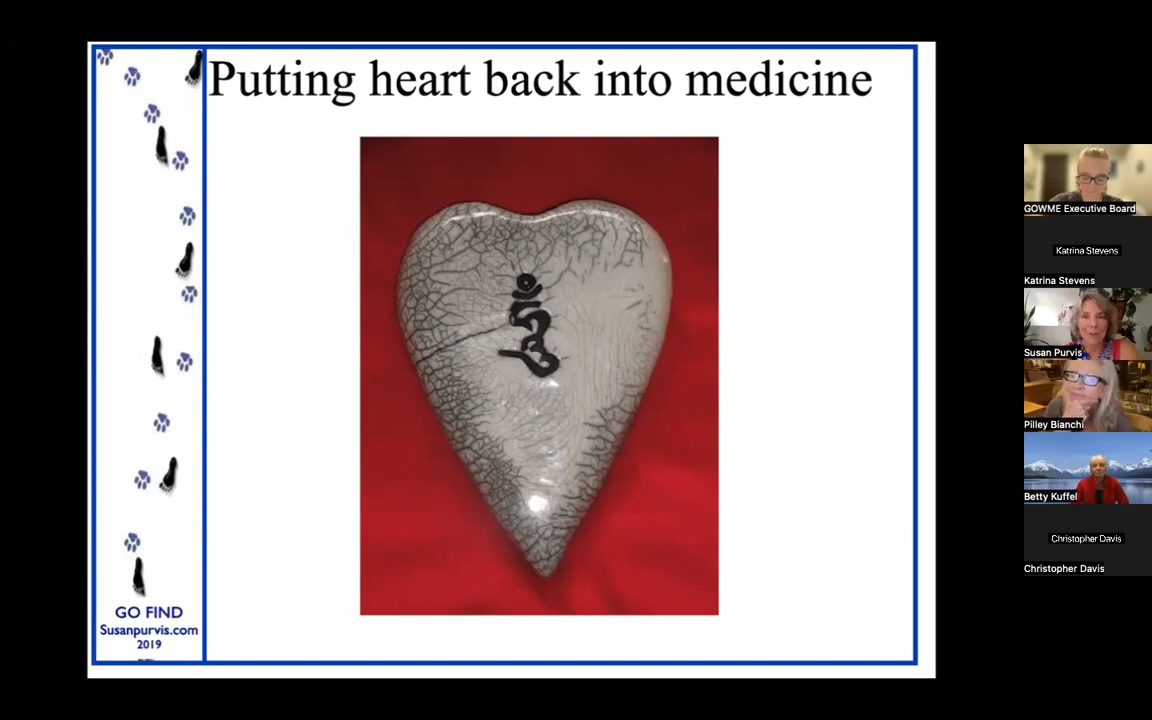 Putting heart back into medicine
GO FIND
Susanpurvis.com
2019
GOWME Executive Board
Katrina Stevens
Katrina Stevens
Susan Purvis
Pilley Bianchi
Betty Kuffel
Christopher Davis
Christopher Davis